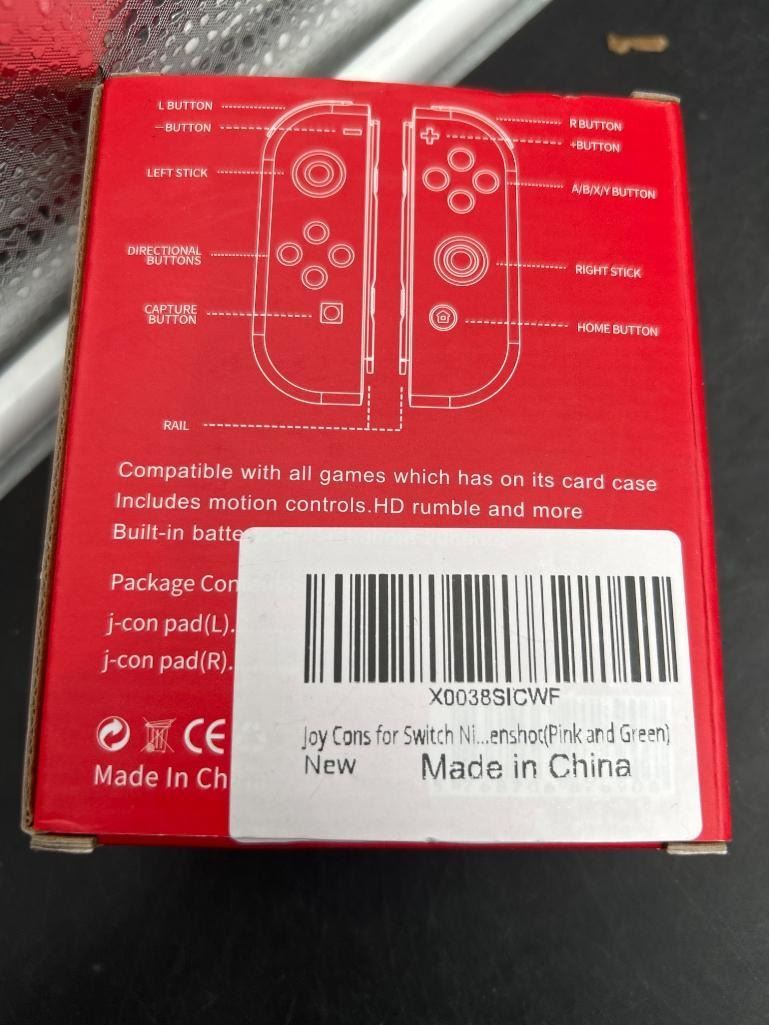 L BUTTON
R BUTTON
—BUTTON
+BUTTON
LEFT STICK
A/B/X/Y BUTTON
DIRECTIONAL
BUTTONS
RIGHT STICK
CAPTURE
BUTTON
HOME BUTTON
RAIL
Compatible with all games which has on its card case
Includes motion controls.HD rumble and more
Built-in batte
Package Con
j-con pad(L).
j-con pad(R).
CE
Made In Ch
X0038SICWF
Joy Cons for Switch Ni...enshot(Pink and Green)
New Made in China